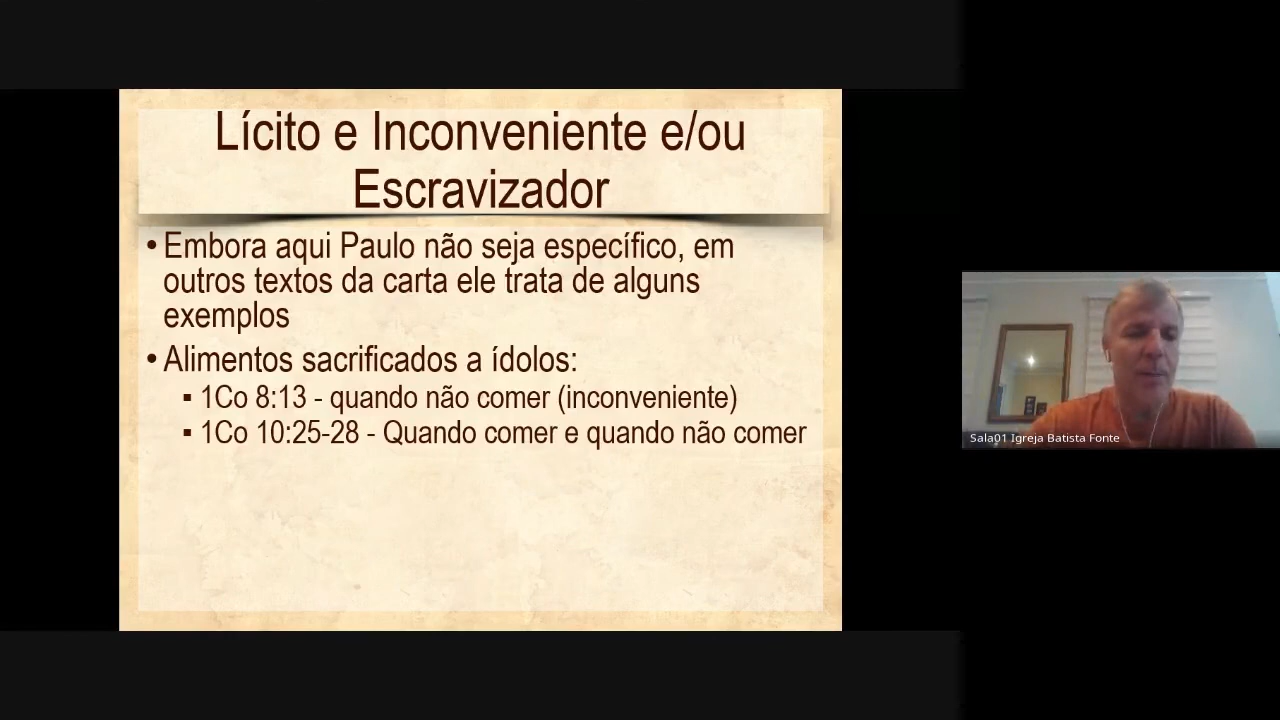 Lícito e Inconveniente e/ou
Escravizador
• Embora aqui Paulo não seja específico, em
outros textos da carta ele trata de alguns
exemplos
• Alimentos sacrificados a ídolos:
▪ 1Co 8:13 - quando não comer (inconveniente)
▪ 1Co 10:25-28 - Quando comer e quando não comer
Sala01 Igreja Batista Fonte